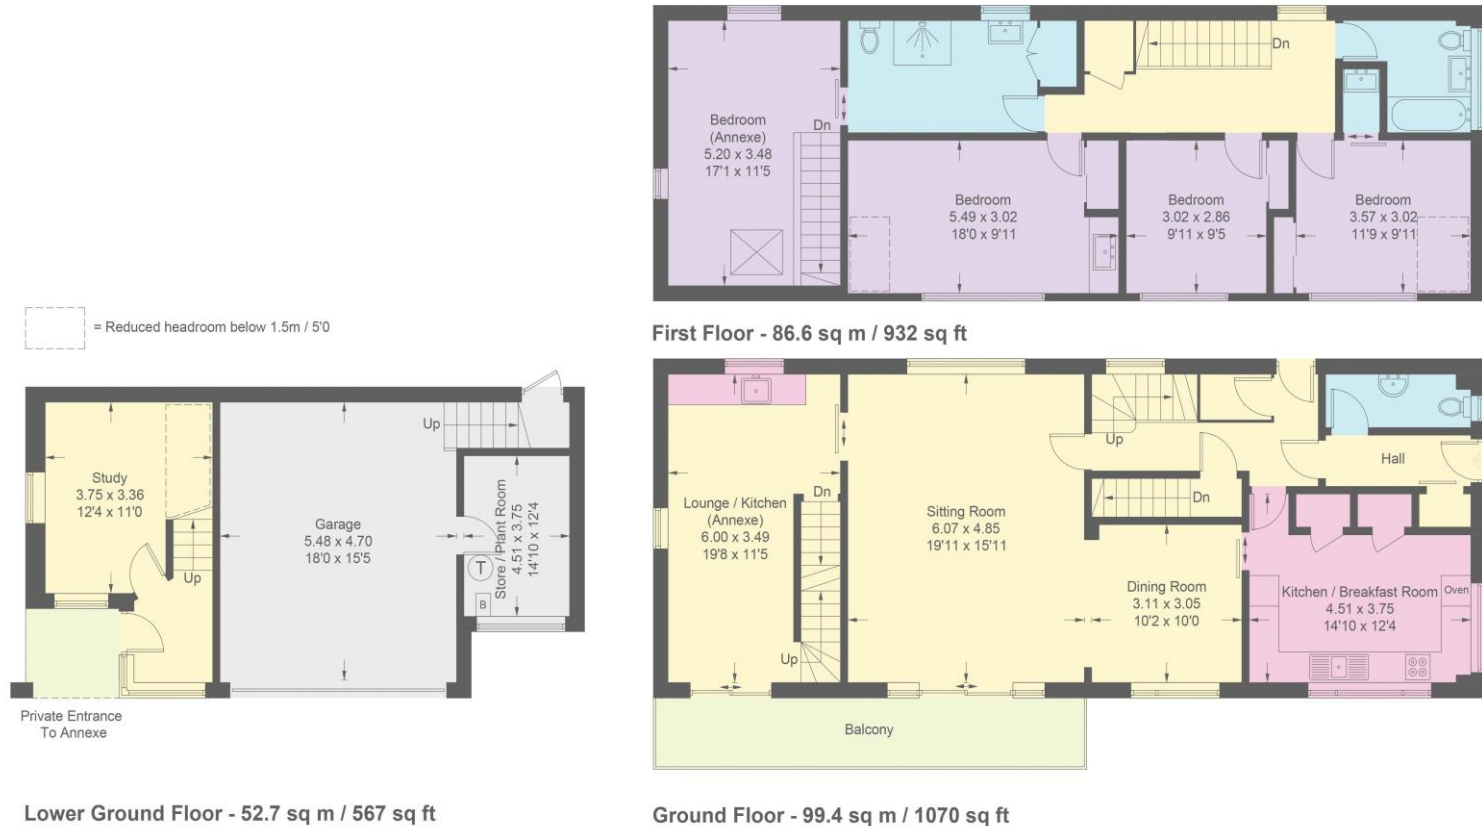 Dn
Bedroom
(Annexe)
5.20 x 3.48
17'1 x 11'5
Dn
Bedroom
5.49 x 3.02
18'0 x 9'11
Bedroom
3.02 x 2.86
9'11 x 9'5
Bedroom
3.57 x 3.02
11'9 x 9'11
= Reduced headroom below 1.5m / 5'0
First Floor - 86.6 sq m / 932 sq ft
Study
3.75 x 3.36
12'4 x 11'0
Up
Garage
5.48 x 4.70
18'0 x 15'5
Up
Store / Plant Room
4.51 x 3.75
14'10 x 12'4
T
B
Private Entrance
To Annexe
Lounge / Kitchen
(Annexe)
6.00 x 3.49
19'8 x 11'5
Dn
Up
Sitting Room
6.07 x 4.85
19'11 x 15'11
Up
Dn
Hall
Dining Room
3.11 x 3.05
10'2 x 10'0
Kitchen / Breakfast Room
4.51 x 3.75
14'10 x 12'4
Oven
Balcony
Lower Ground Floor - 52.7 sq m / 567 sq ft
Ground Floor - 99.4 sq m / 1070 sq ft